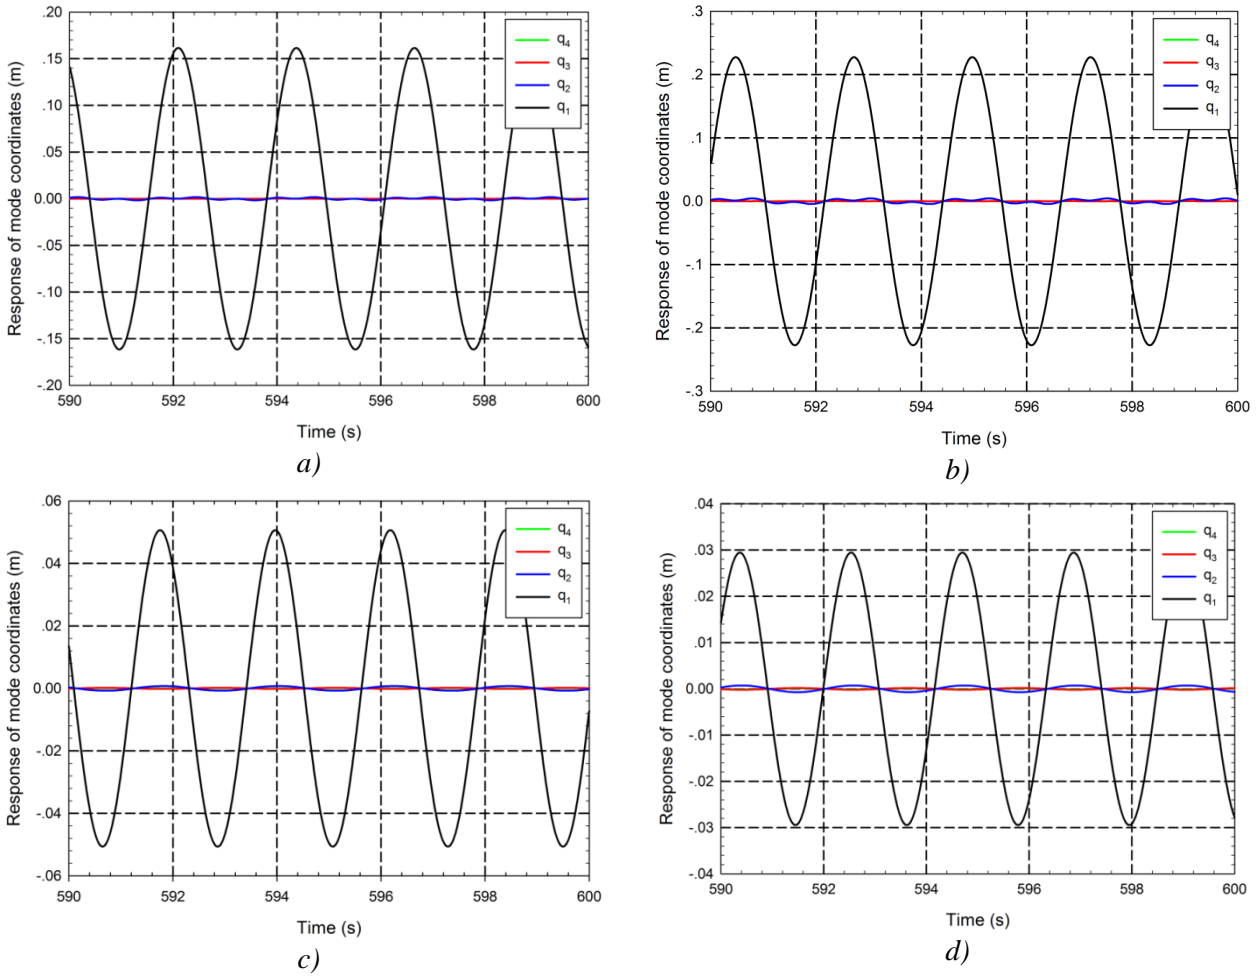 Response of mode coordinates (m)
.20
.15
.10
.05
0.00
-.05
-.10
-.15
-.20
q4
q3
q2
q1
590
592
594
596
598
600
Time (s)
a)
Response of mode coordinates (m)
.3
.2
.1
0.0
-.1
-.2
-.3
q4
q3
q2
q1
590
592
594
596
598
600
Time (s)
b)
Response of mode coordinates (m)
.06
.04
.02
0.00
-.02
-.04
-.06
q4
q3
q2
q1
590
592
594
596
598
600
Time (s)
c)
Response of mode coordinates (m)
.04
.03
.02
.01
0.00
-.01
-.02
-.03
-.04
q4
q3
q2
q1
590
592
594
596
598
600
Time (s)
d)